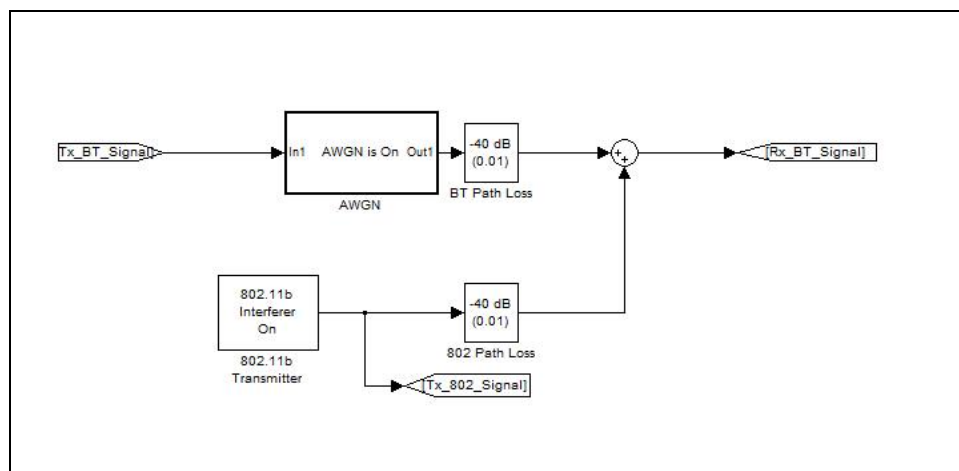 Tx_BT_Signal
In1 AWGN is On Out1
AWGN
-40 dB
(0.01)
BT Path Loss
+
+
[Rx_BT_Signal]
802.11b
Interferer
On
802.11b
Transmitter
-40 dB
(0.01)
802 Path Loss
[Tx_802_Signal]